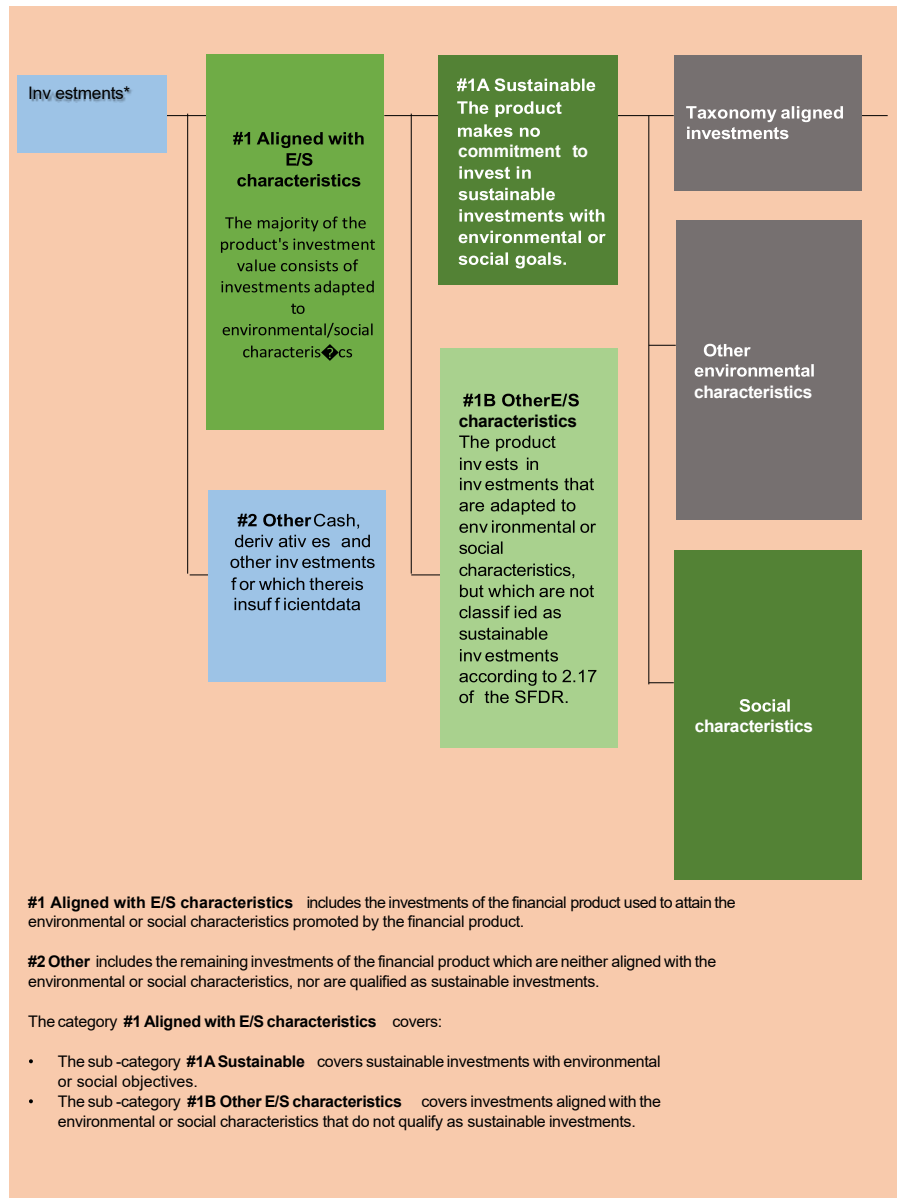 Inv estments*
#1 Aligned with
E/S
characteristics
The majority of the
product's investment
value consists of
investments adapted
to
environmental/social
characteris�cs
#2 Other Cash,
deriv ativ es and
other inv estments
f or which thereis
insuf f icientdata
#1A Sustainable
The product
makes no
commitment to
invest in
sustainable
investments with
environmental or
social goals.
#1B OtherE/S
characteristics
The product
inv ests in
inv estments that
are adapted to
env ironmental or
social
characteristics,
but which are not
classif ied as
sustainable
inv estments
according to 2.17
of the SFDR.
Taxonomy aligned
investments
Other
environmental
characteristics
Social
characteristics
#1 Aligned with E/S characteristics includes the investments of the financial product used to attain the
environmental or social characteristics promoted by the financial product.
#2 Other includes the remaining investments of the financial product which are neither aligned with the
environmental or social characteristics, nor are qualified as sustainable investments.
The category #1 Aligned with E/S characteristics covers:
• The sub -category #1A Sustainable covers sustainable investments with environmental
or social objectives.
• The sub -category #1B Other E/S characteristics covers investments aligned with the
environmental or social characteristics that do not qualify as sustainable investments.